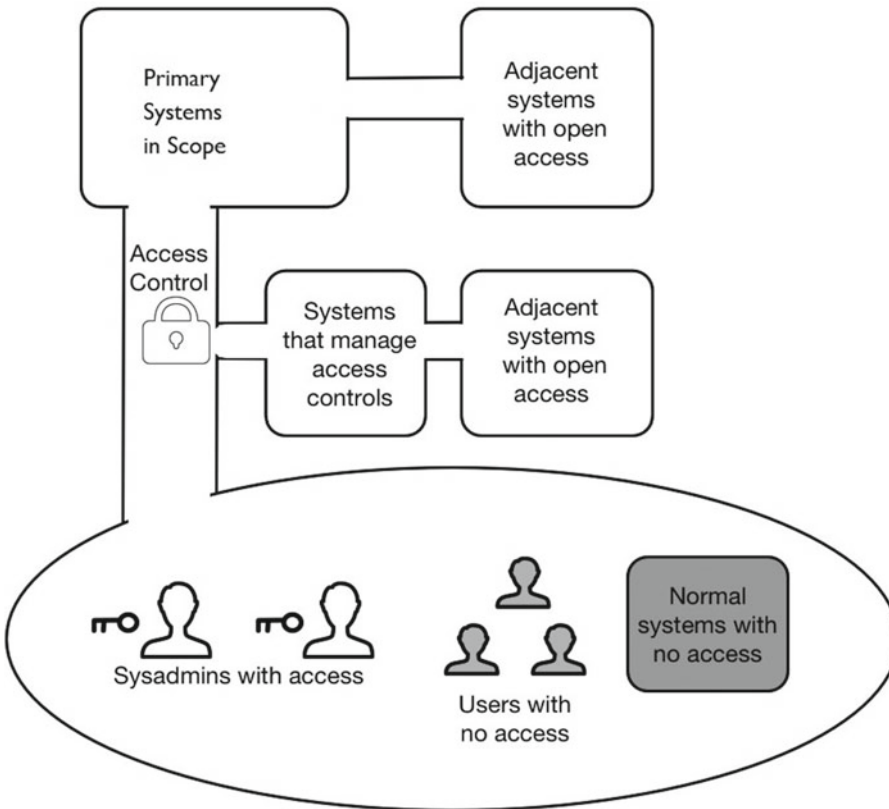 Primary
Systems
in Scope
Adjacent
systems
with open
access
Access
Control
Systems
that manage
access
controls
Adjacent
systems
with open
access
Sysadmins with access
Users with
no access
Normal
systems with
no access